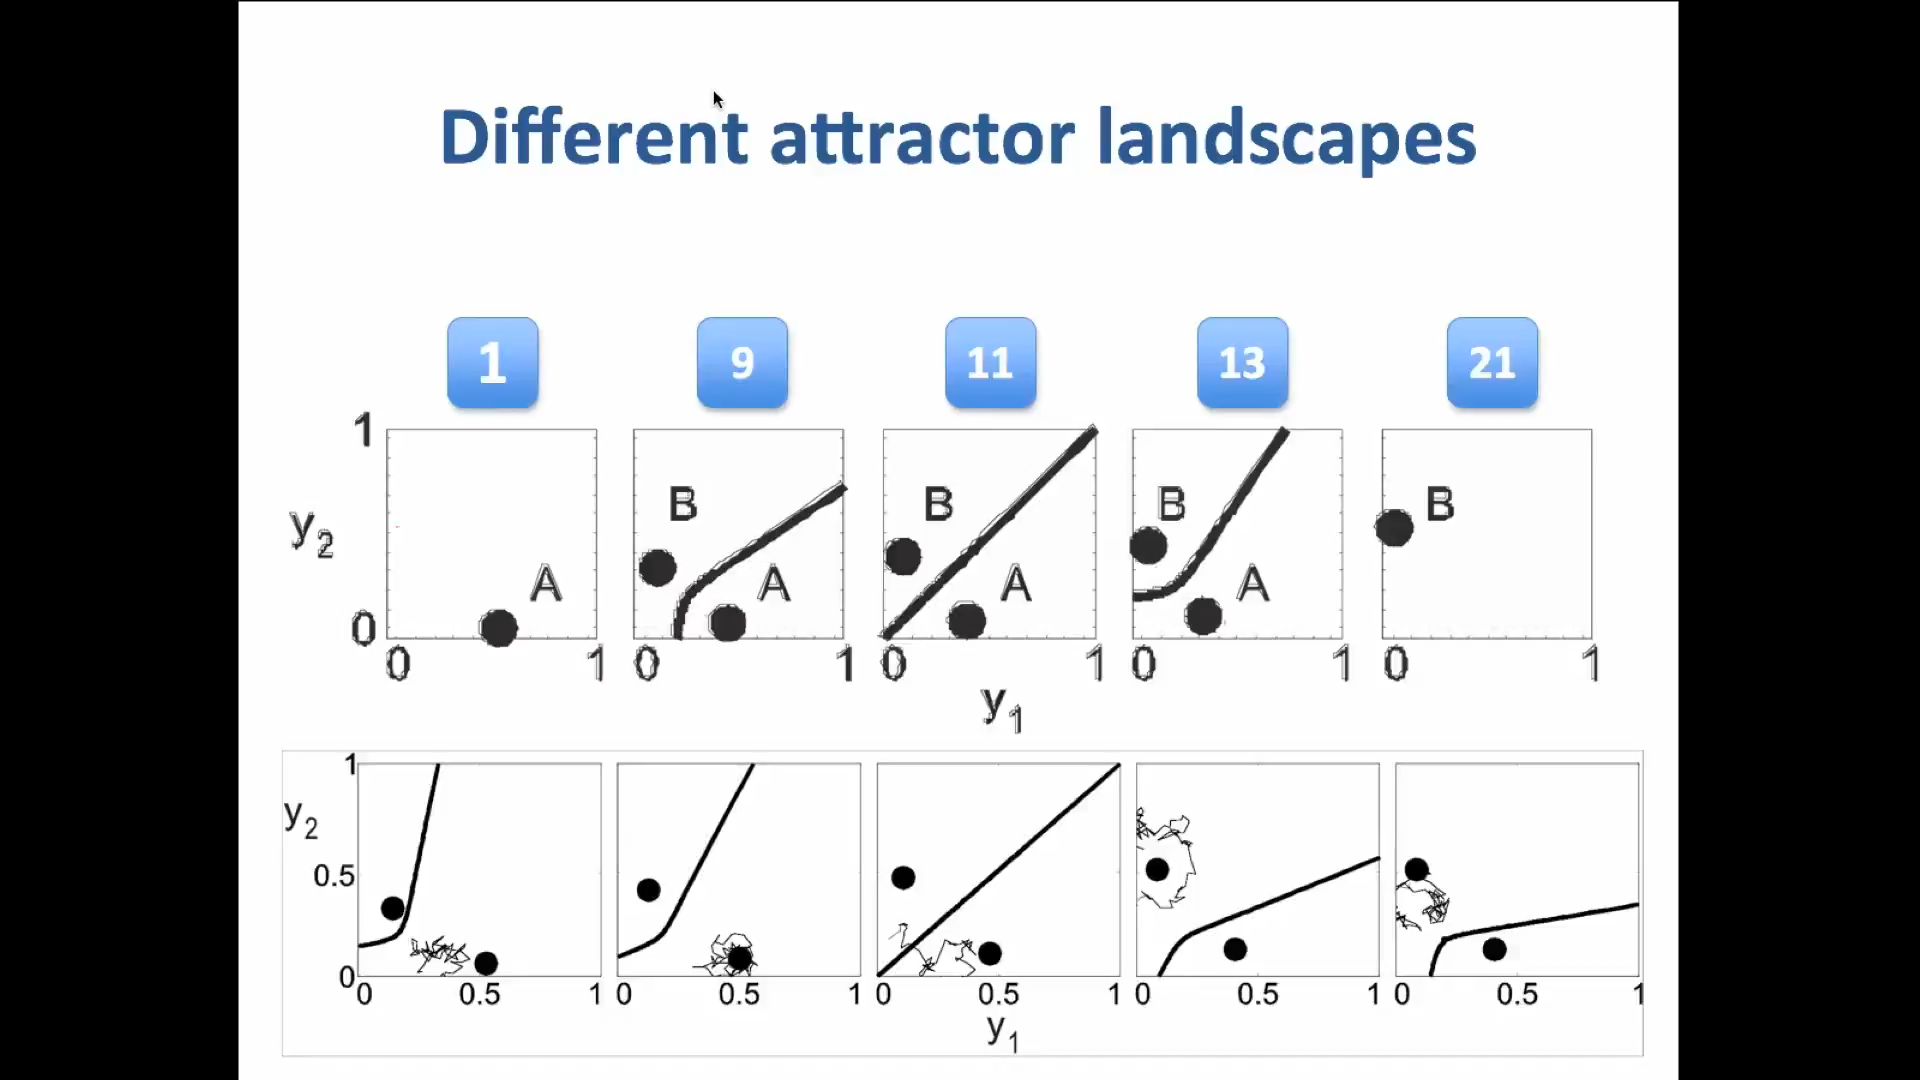 Different attractor landscapes
1 9 11 13 21
1
B B B B
y2
A A A A
0
0 1 0 1 0 1 0 1 0 1
y1
1
y2
0.5
0
0 0.5 1 0 0.5 1 0 0.5 1 0 0.5 1 0 0.5 1
y1